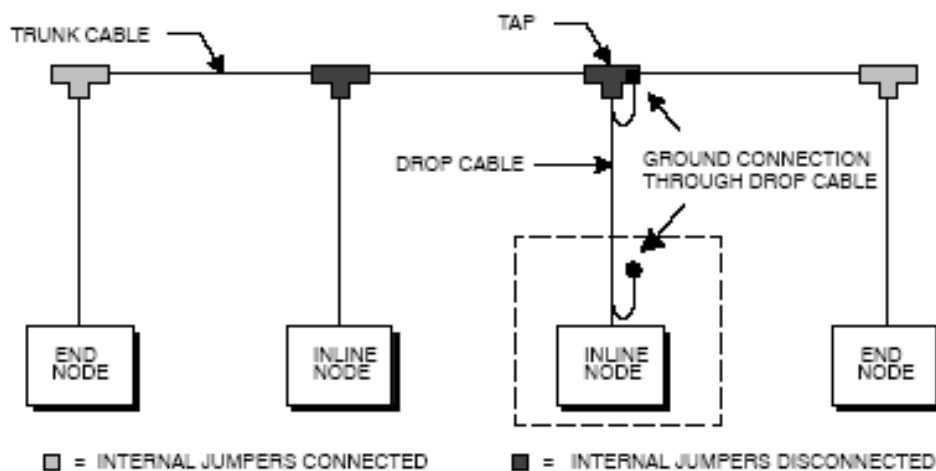 TAP
TRUNK CABLE
DROP CABLE
GROUND CONNECTION
THROUGH DROP CABLE
END
NODE
INLINE
NODE
INLINE
NODE
END
NODE
= INTERNAL JUMPERS CONNECTED
= INTERNAL JUMPERS DISCONNECTED